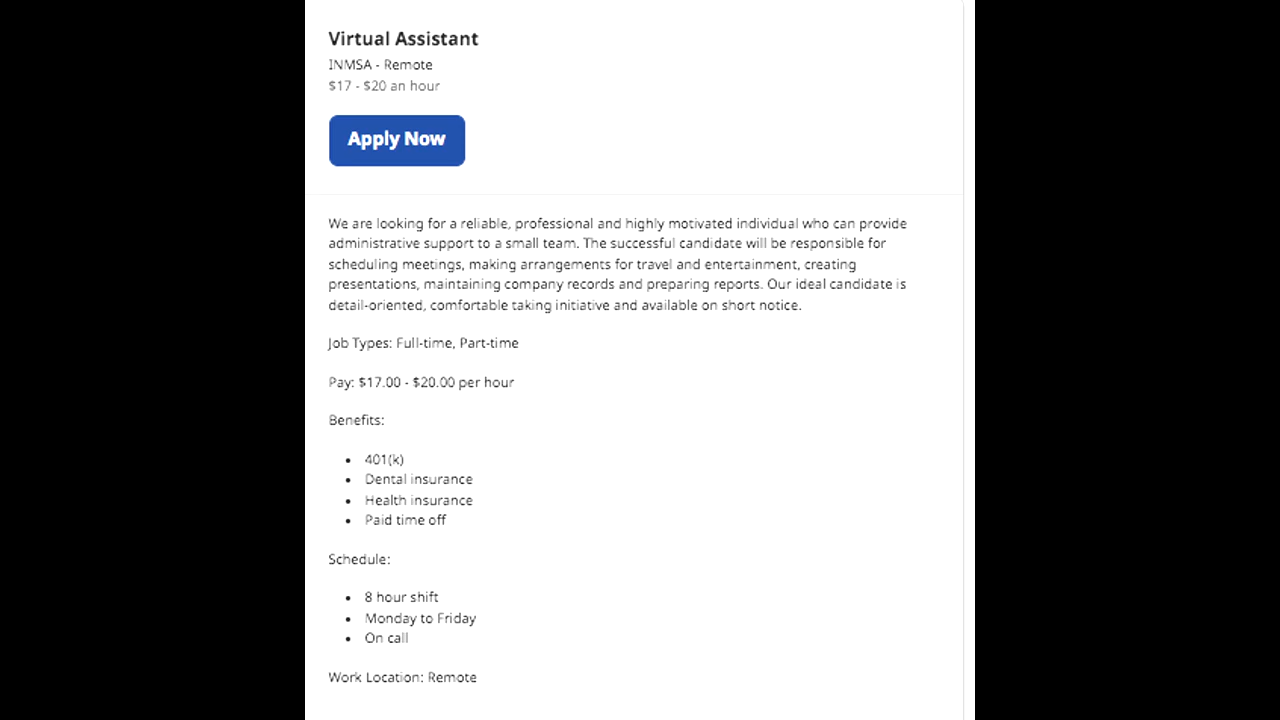 Virtual Assistant
INMSA - Remote
$17 - $20 an hour
Apply Now
We are looking for a reliable, professional and highly motivated individual who can provide
administrative support to a small team. The successful candidate will be responsible for
scheduling meetings, making arrangements for travel and entertainment, creating
presentations, maintaining company records and preparing reports. Our ideal candidate is
detail-oriented, comfortable taking initiative and available on short notice.
Job Types: Full-time, Part-time
Pay: $17.00 - $20.00 per hour
Benefits:
• 401(k)
• Dental insurance
• Health insurance
• Paid time off
Schedule:
• 8 hour shift
• Monday to Friday
• On call
Work Location: Remote